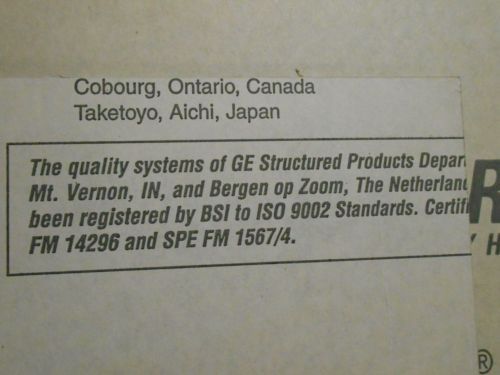 Cobourg, Ontario, Canada
Taketoyo, Aichi, Japan
The quality systems of GE Structured Products
Mt. Vernon, IN, and Bergen op Zoom, The
been registered by BSI to ISO 9002 Standards.
FM 14296 and SPE FM 1567/4.
R
H
®